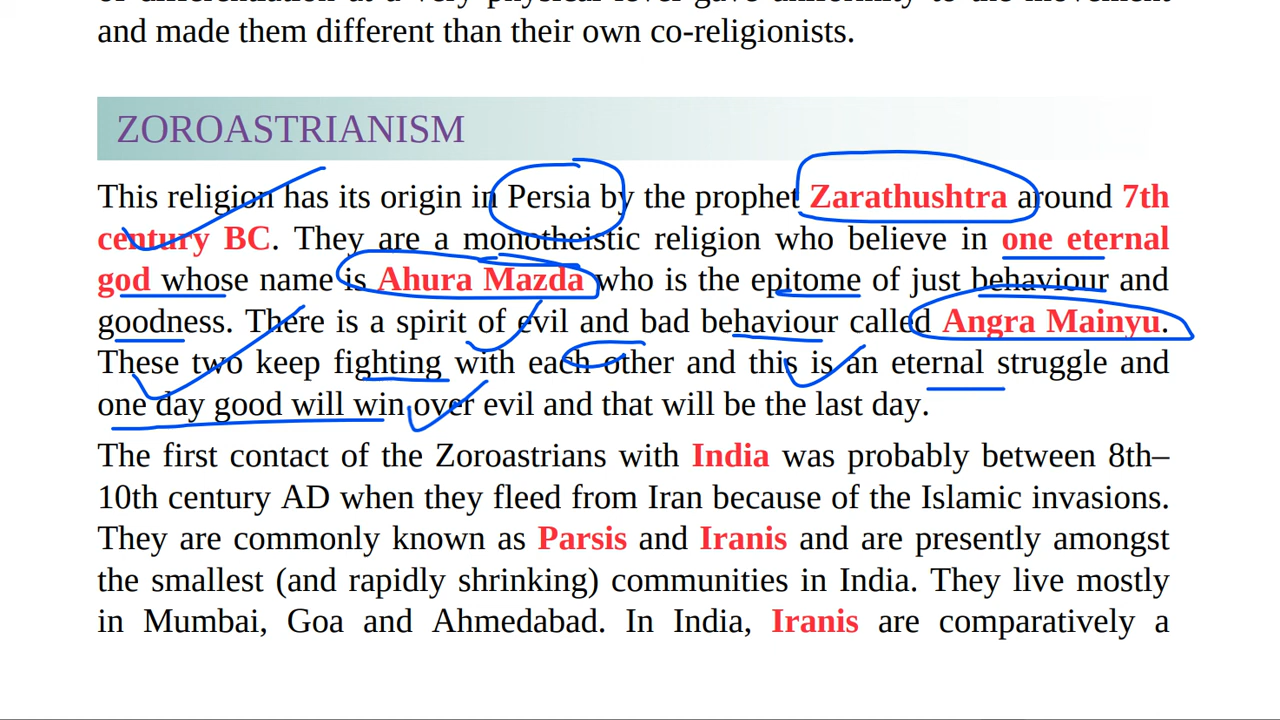 and made them different than their own co-religionists.
ZOROASTRIANISM
This religion has its origin in Persia by the prophet Zarathushtra around 7th
century BC. They are a monotheistic religion who believe in one eternal
god whose name is Ahura Mazda who is the epitome of just behaviour and
goodness. There is a spirit of evil and bad behaviour called Angra Mainyu.
These two keep fighting with each other and this is an eternal struggle and
one day good will win over evil and that will be the last day.
The first contact of the Zoroastrians with India was probably between 8th–
10th century AD when they fleed from Iran because of the Islamic invasions.
They are commonly known as Parsis and Iranis and are presently amongst
the smallest (and rapidly shrinking) communities in India. They live mostly
in Mumbai, Goa and Ahmedabad. In India, Iranis are comparatively a